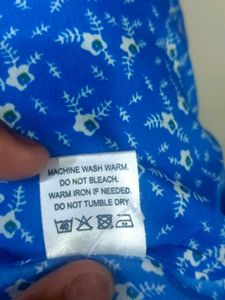 MACHINE WASH WARM.
DO NOT BLEACH.
WARM IRON IF NEEDED.
DO NOT TUMBLE DRY
40